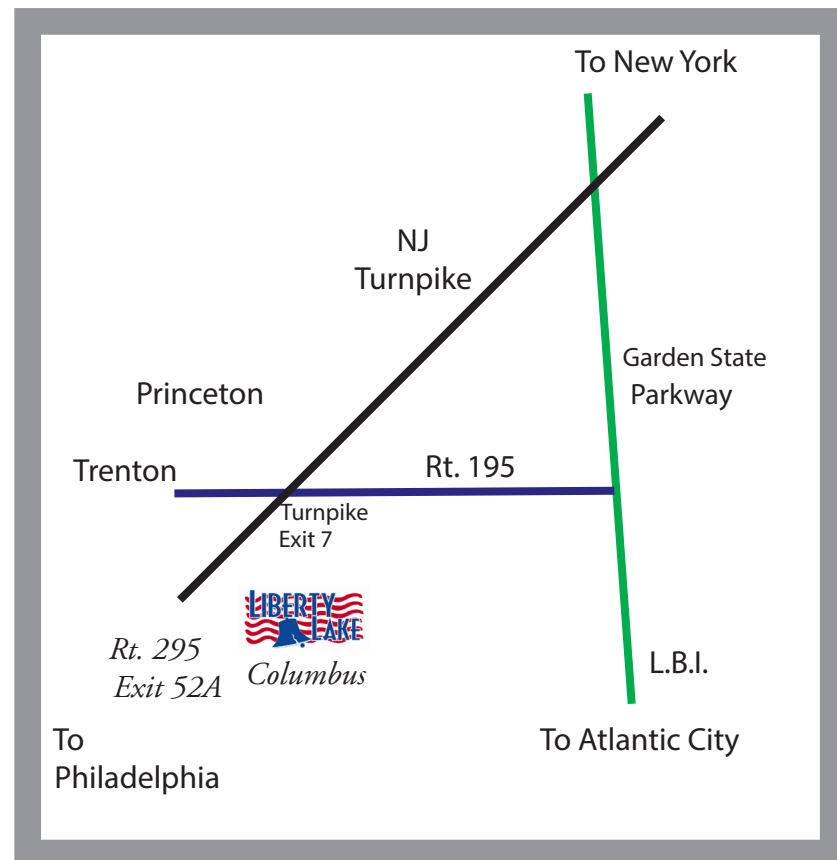 To New York
NJ
Turnpike
Garden State
Parkway
Princeton
Trenton
Rt. 195
Turnpike
Exit 7
LIBERTY
LAKE
Columbus
Rt. 295
Exit 52A
L.B.I.
To
Philadelphia
To Atlantic City